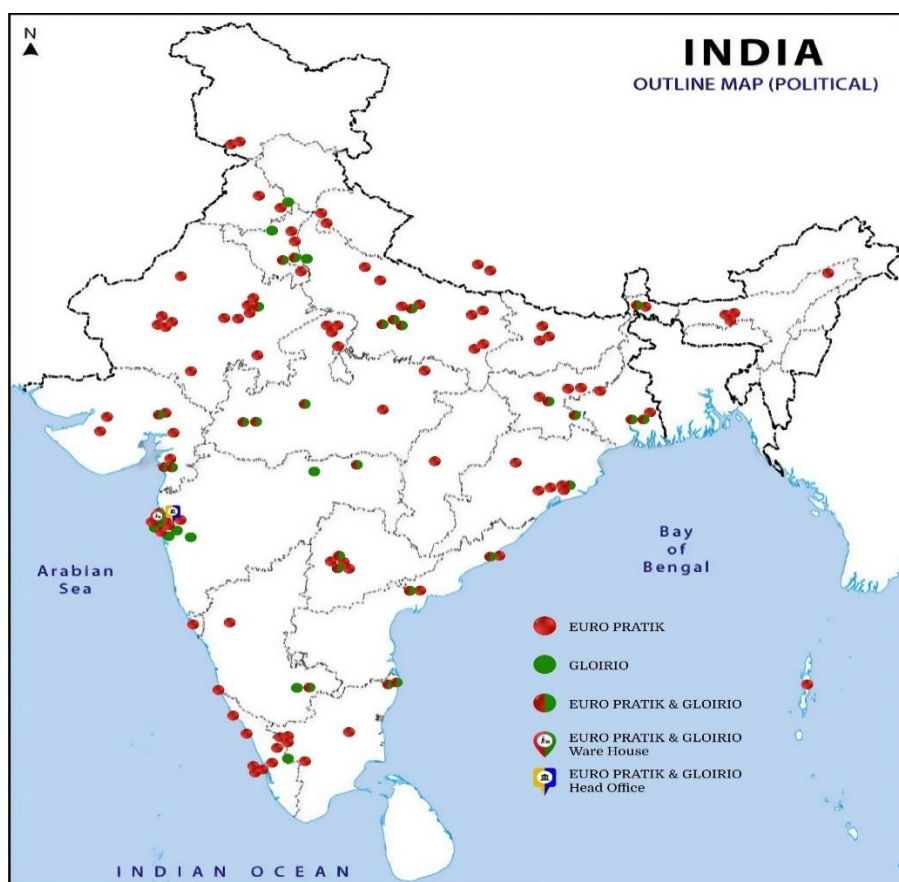 N
INDIA
OUTLINE MAP (POLITICAL)
Arabian
Sea
Bay
of
Bengal
EURO PRATIK
GLOIRIO
EURO PRATIK & GLOIRIO
EURO PRATIK & GLOIRIO
Ware House
EURO PRATIK & GLOIRIO
Head Office
INDIAN OCEAN